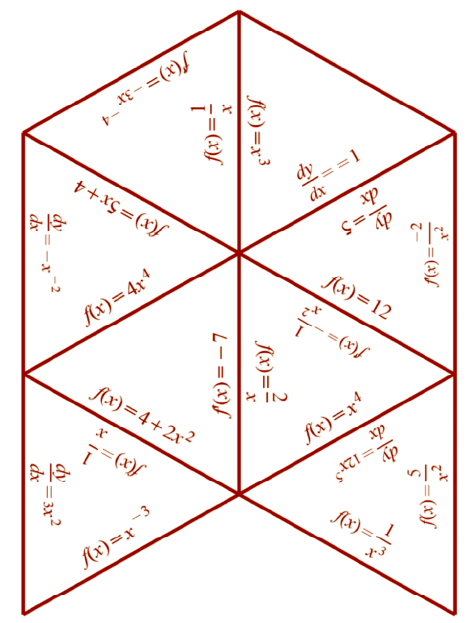 f(x) = -3x^-4
f(x) = 1/x
f(x) = x^3
dy/dx = = 1
f(x) = 5x + 4
dy/dx = 5
dy/dx = -x^-2
f(x) = -2/x^2
f(x) = 4x^4
f(x) = 12
f(x) = -1/x^2
f'(x) = -7
f(x) = 2/x
f(x) = 4 + 2x^2
f(x) = x^4
f(x) = 1/x
dy/dx = 12x^-5
dy/dx = 3x^2
f(x) = 5/x^2
f(x) = x^-3
f(x) = 1/x^3